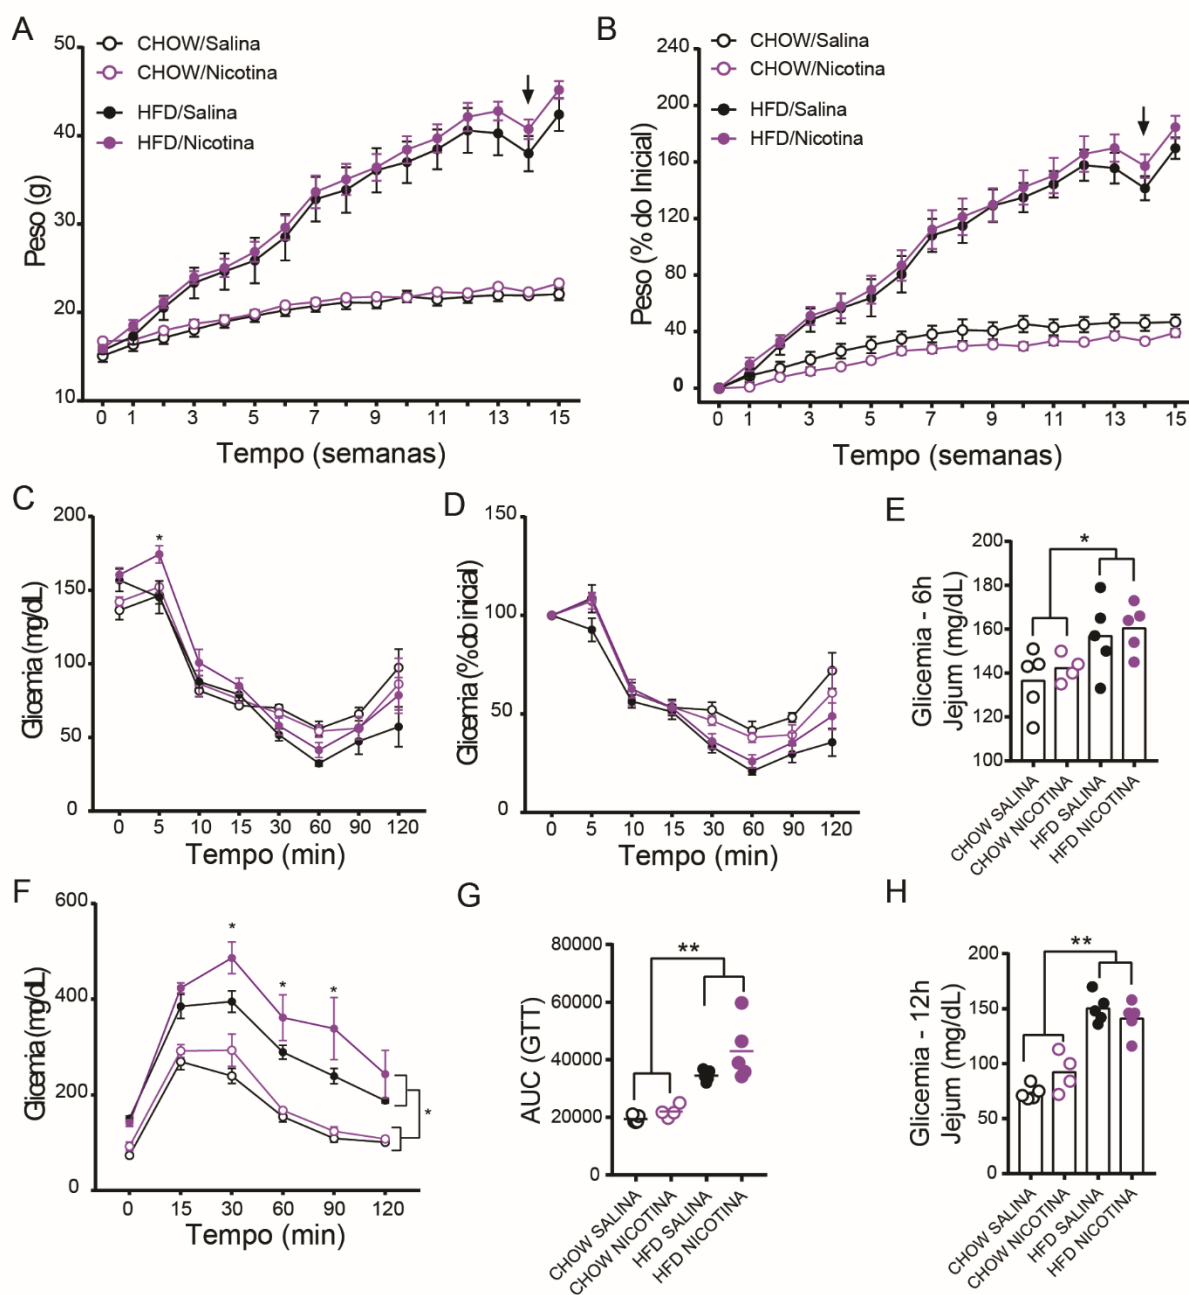 A
50
40
30
20
10
Peso (g)
CHOW/Salina
CHOW/Nicotina
HFD/Salina
HFD/Nicotina
0 1 3 5 7 9 11 13 15
Tempo (semanas)
B
240
200
160
120
80
40
0
Peso (% do Inicial)
CHOW/Salina
CHOW/Nicotina
HFD/Salina
HFD/Nicotina
0 1 3 5 7 9 11 13 15
Tempo (semanas)
C
200
150
100
50
0
Glicemia (mg/dL)
*
0 5 10 15 30 60 90 120
Tempo (min)
D
150
100
50
0
Glicemia (% do inicial)
0 5 10 15 30 60 90 120
Tempo (min)
E
200
180
160
140
120
100
Glicemia - 6h
Jejum (mg/dL)
*
CHOW SALINA
CHOW NICOTINA
HFD SALINA
HFD NICOTINA
F
600
400
200
0
Glicemia (mg/dL)
*
*
*
*
0 15 30 60 90 120
Tempo (min)
G
80000
60000
40000
20000
0
AUC (GTT)
**
CHOW SALINA
CHOW NICOTINA
HFD SALINA
HFD NICOTINA
H
200
150
100
50
0
Glicemia - 12h
Jejum (mg/dL)
**
CHOW SALINA
CHOW NICOTINA
HFD SALINA
HFD NICOTINA